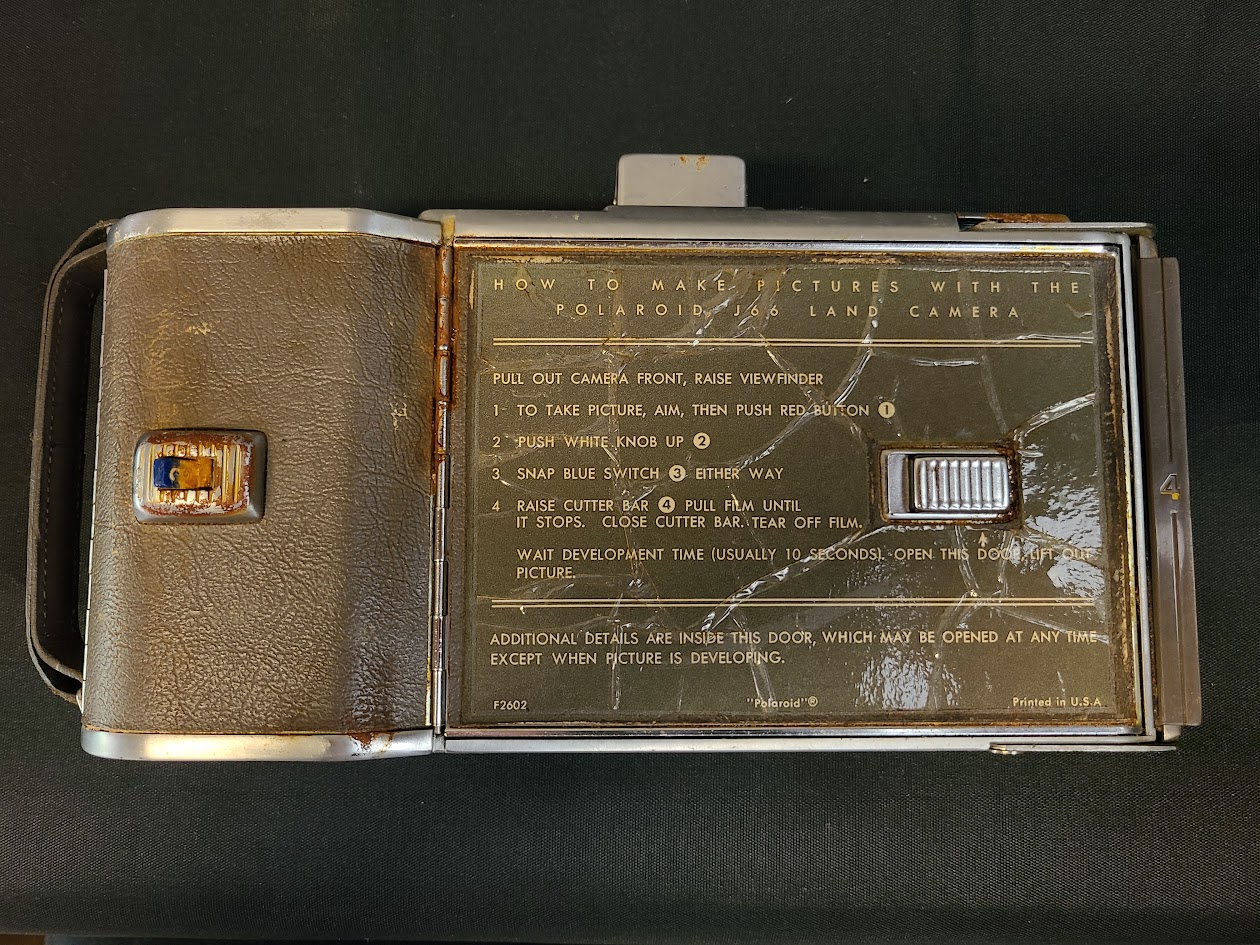 HOW TO MAKE PICTURES WITH THE
POLAROID J66 LAND CAMERA
PULL OUT CAMERA FRONT, RAISE VIEWFINDER
1 TO TAKE PICTURE, AIM, THEN PUSH RED BUTTON 1
2 PUSH WHITE KNOB UP 2
3 SNAP BLUE SWITCH 3 EITHER WAY
4 RAISE CUTTER BAR 4 PULL FILM UNTIL
IT STOPS. CLOSE CUTTER BAR. TEAR OFF FILM.
WAIT DEVELOPMENT TIME (USUALLY 10 SECONDS). OPEN THIS DOOR, LIFT OUT
PICTURE.
ADDITIONAL DETAILS ARE INSIDE THIS DOOR, WHICH MAY BE OPENED AT ANY TIME
EXCEPT WHEN PICTURE IS DEVELOPING.
F2602 "Polaroid"® Printed in U.S.A.
4